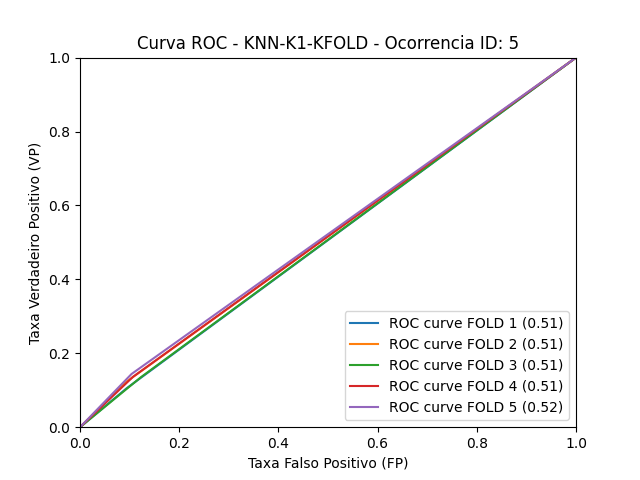 Curva ROC - KNN-K1-KFOLD - Ocorrencia ID: 5
1.0
0.8
0.6
0.4
0.2
0.0
Taxa Verdadeiro Positivo (VP)
ROC curve FOLD 1 (0.51)
ROC curve FOLD 2 (0.51)
ROC curve FOLD 3 (0.51)
ROC curve FOLD 4 (0.51)
ROC curve FOLD 5 (0.52)
0.0 0.2 0.4 0.6 0.8 1.0
Taxa Falso Positivo (FP)